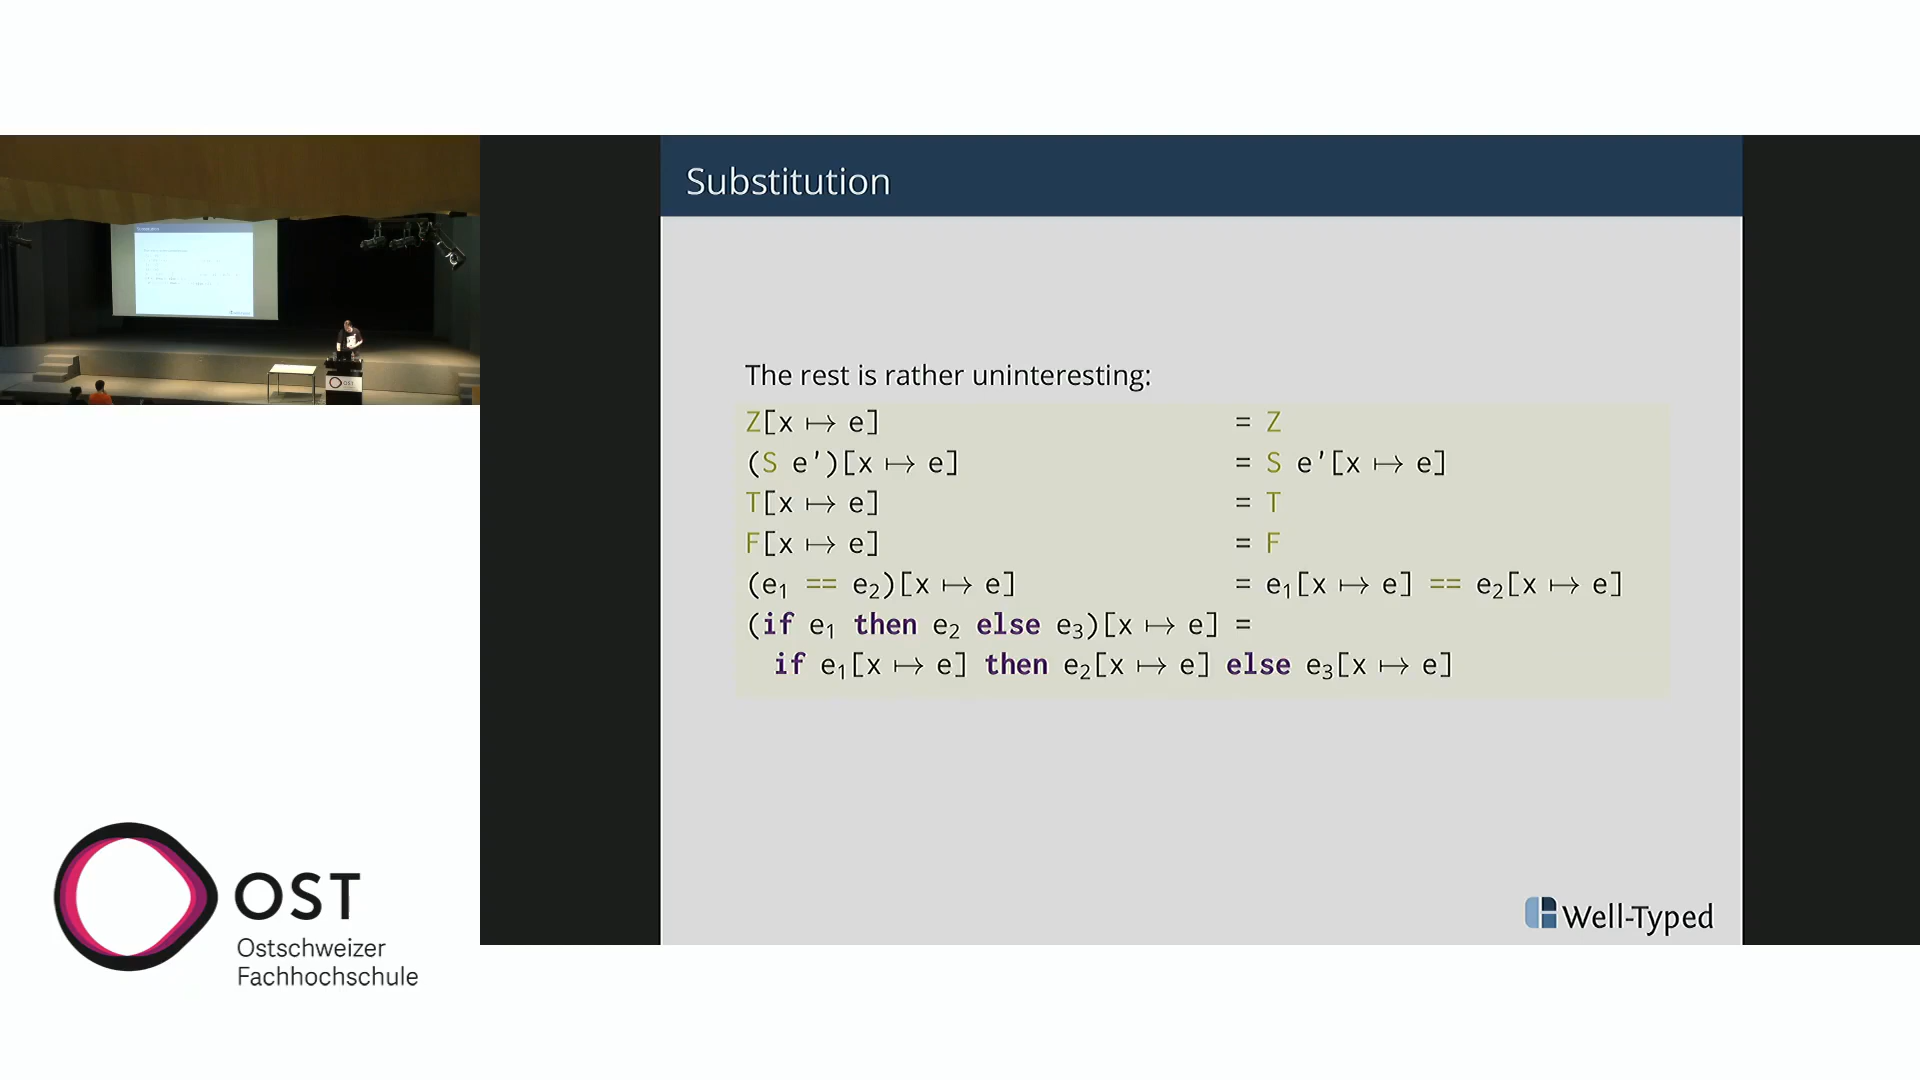 Substitution
The rest is rather uninteresting:
Z[x ↦ e] = Z
(S e')[x ↦ e] = S e'[x ↦ e]
T[x ↦ e] = T
F[x ↦ e] = F
(e₁ == e₂)[x ↦ e] = e₁[x ↦ e] == e₂[x ↦ e]
(if e₁ then e₂ else e₃)[x ↦ e] =
if e₁[x ↦ e] then e₂[x ↦ e] else e₃[x ↦ e]
Well-Typed
OST
OST
Ostschweizer
Fachhochschule